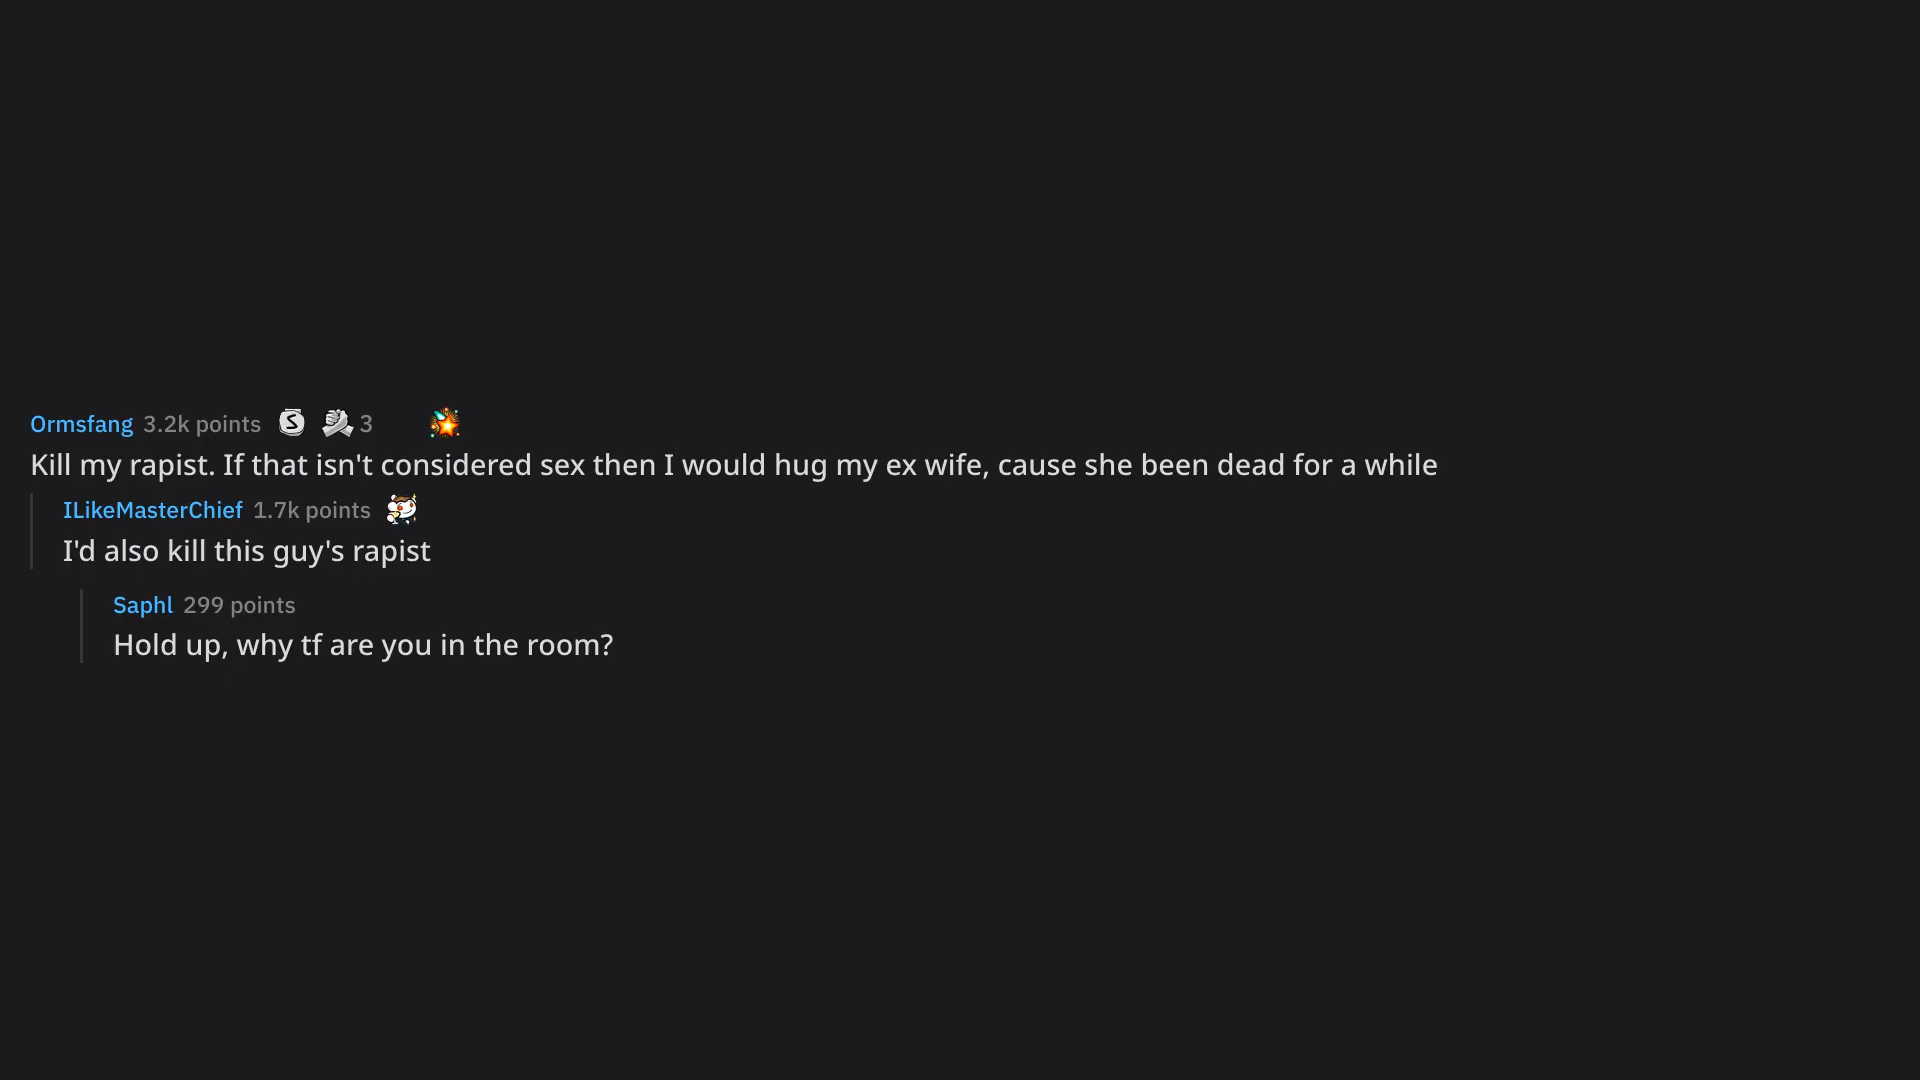 Ormsfang 3.2k points S 3
Kill my rapist. If that isn't considered sex then I would hug my ex wife, cause she been dead for a while
ILikeMasterChief 1.7k points
I'd also kill this guy's rapist
Saphl 299 points
Hold up, why tf are you in the room?